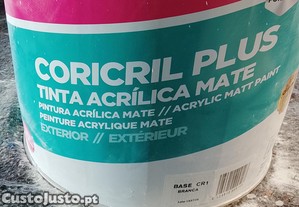 CORICRIL PLUS
TINTA ACRÍLICA MATE
PINTURA ACRÍLICA MATE // ACRYLIC MATT PAINT
PEINTURE ACRYLIQUE MATE
EXTERIOR // EXTÉRIEUR
BASE CR1
BRANCA
CustoJusto.pt